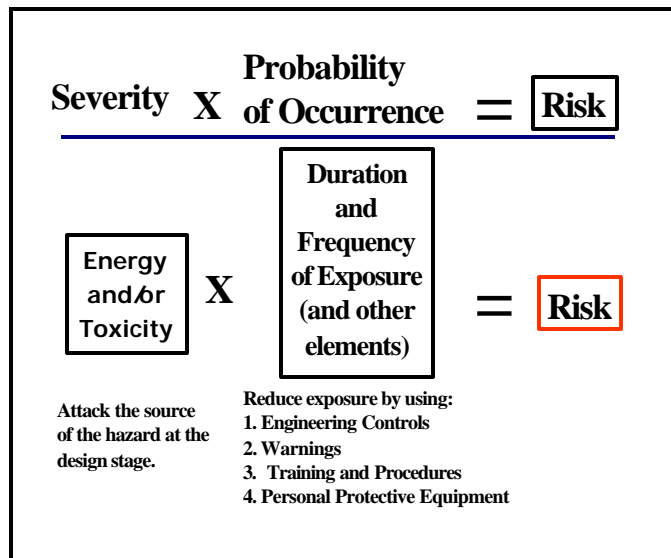 Severity X Probability of Occurrence = Risk
Energy and/or Toxicity
X
Duration
and
Frequency
of Exposure
(and other
elements)
=
Risk
Attack the source
of the hazard at the
design stage.
Reduce exposure by using:
1. Engineering Controls
2. Warnings
3. Training and Procedures
4. Personal Protective Equipment